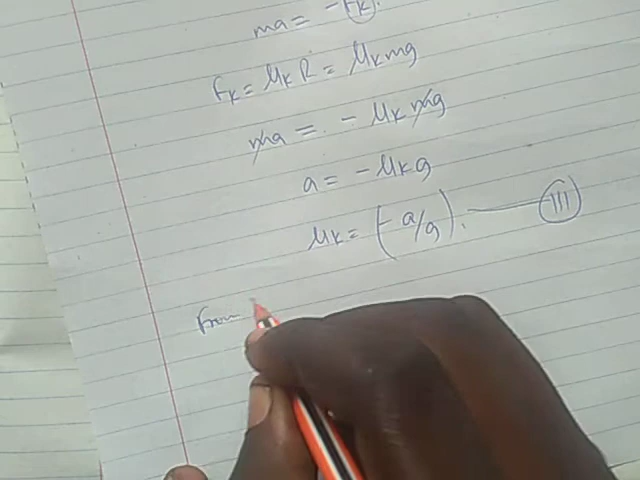 ma = -Fk.
Fk = μk R = μk mg
ma = - μk mg
a = - μk g
μk = (- a/g). III
From